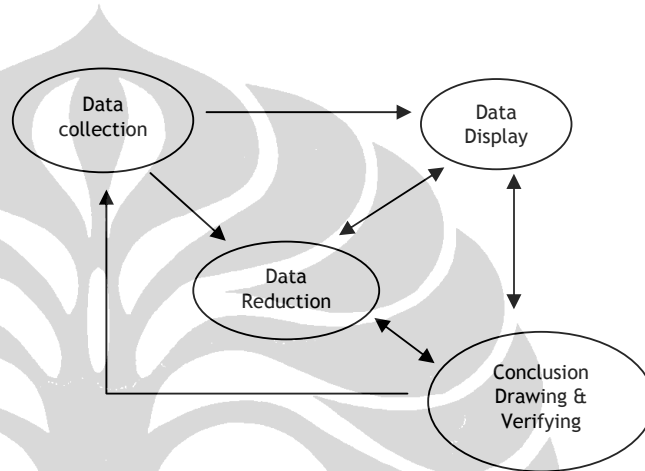 Data
collection
Data
Display
Data
Reduction
Conclusion
Drawing &
Verifying